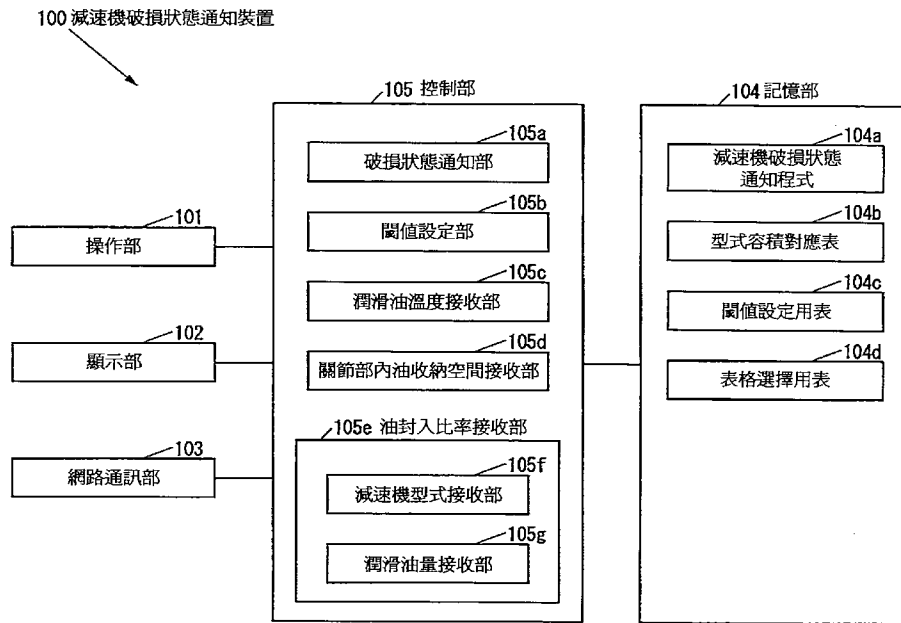 100 減速機破損狀態通知裝置
105 控制部
104 記憶部
105a
破損狀態通知部
105b
閾值設定部
105c
潤滑油溫度接收部
105d
關節部內油收納空間接收部
105e 油封入比率接收部
105f
減速機型式接收部
105g
潤滑油量接收部
101
操作部
102
顯示部
103
網路通訊部
104a
減速機破損狀態
通知程式
104b
型式容積對應表
104c
閾值設定用表
104d
表格選擇用表